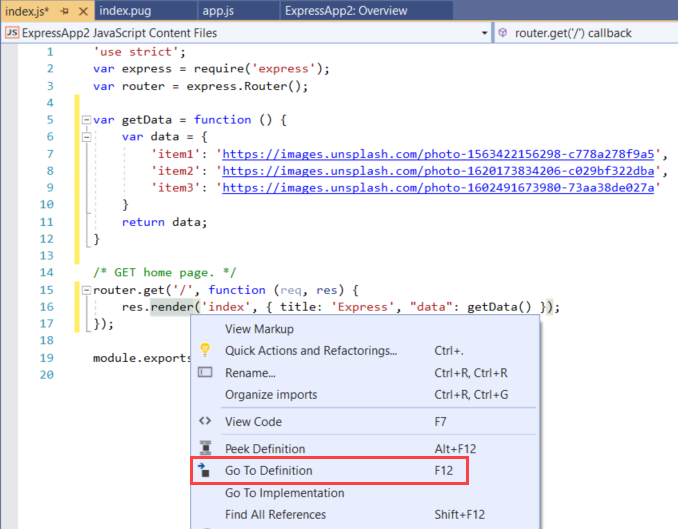 index.js* index.pug app.js ExpressApp2: Overview
JS ExpressApp2 JavaScript Content Files router.get('/') callback
1 'use strict';
2 var express = require('express');
3 var router = express.Router();
4
5 var getData = function () {
6 var data = {
7 'item1': 'https://images.unsplash.com/photo-1563422156298-c778a278f9a5',
8 'item2': 'https://images.unsplash.com/photo-1620173834206-c029bf322dba',
9 'item3': 'https://images.unsplash.com/photo-1602491673980-73aa38de027a'
10 }
11 return data;
12 }
13
14 /* GET home page. */
15 router.get('/', function (req, res) {
16 res.render('index', { title: 'Express', "data": getData() });
17 });
18
19 module.exports
20
View Markup
Quick Actions and Refactorings... Ctrl+.
Rename... Ctrl+R, Ctrl+R
Organize imports Ctrl+R, Ctrl+G
View Code F7
Peek Definition Alt+F12
Go To Definition F12
Go To Implementation
Find All References Shift+F12